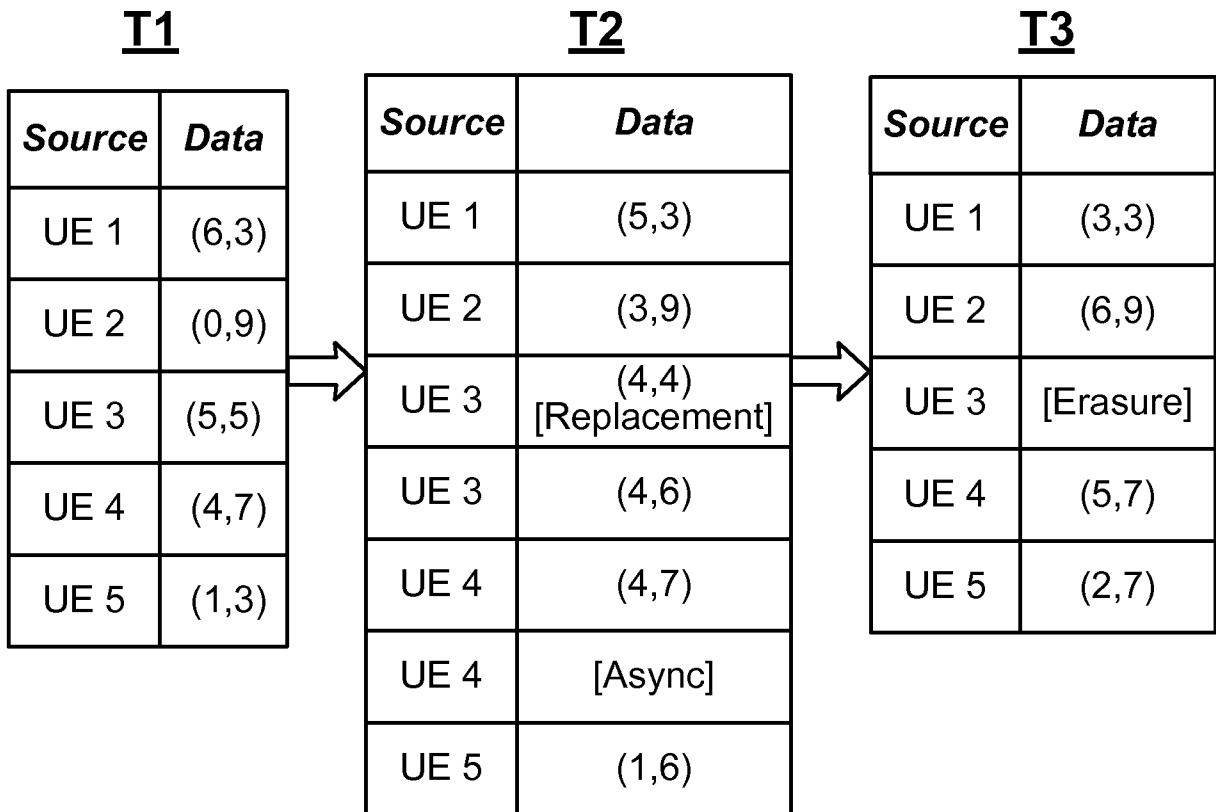 T1
Source Data
UE 1 (6,3)
UE 2 (0,9)
UE 3 (5,5)
UE 4 (4,7)
UE 5 (1,3)
T2
Source Data
UE 1 (5,3)
UE 2 (3,9)
UE 3 (4,4)
[Replacement]
UE 3 (4,6)
UE 4 (4,7)
UE 4 [Async]
UE 5 (1,6)
T3
Source Data
UE 1 (3,3)
UE 2 (6,9)
UE 3 [Erasure]
UE 4 (5,7)
UE 5 (2,7)